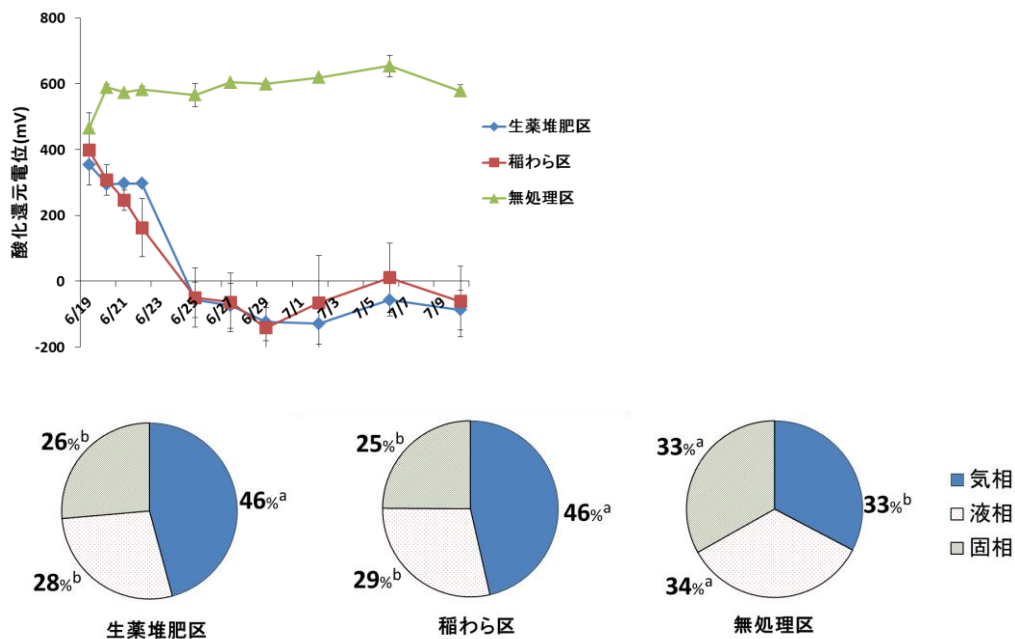 800
600
400
200
0
-200
酸化還元電位(mV)
6/19
6/21
6/23
6/25
6/27
6/29
7/1
7/3
7/5
7/7
7/9
生薬堆肥区
稲わら区
無処理区
26%b
46%a
28%b
生薬堆肥区
25%b
46%a
29%b
稲わら区
33%a
33%b
34%a
無処理区
気相
液相
固相